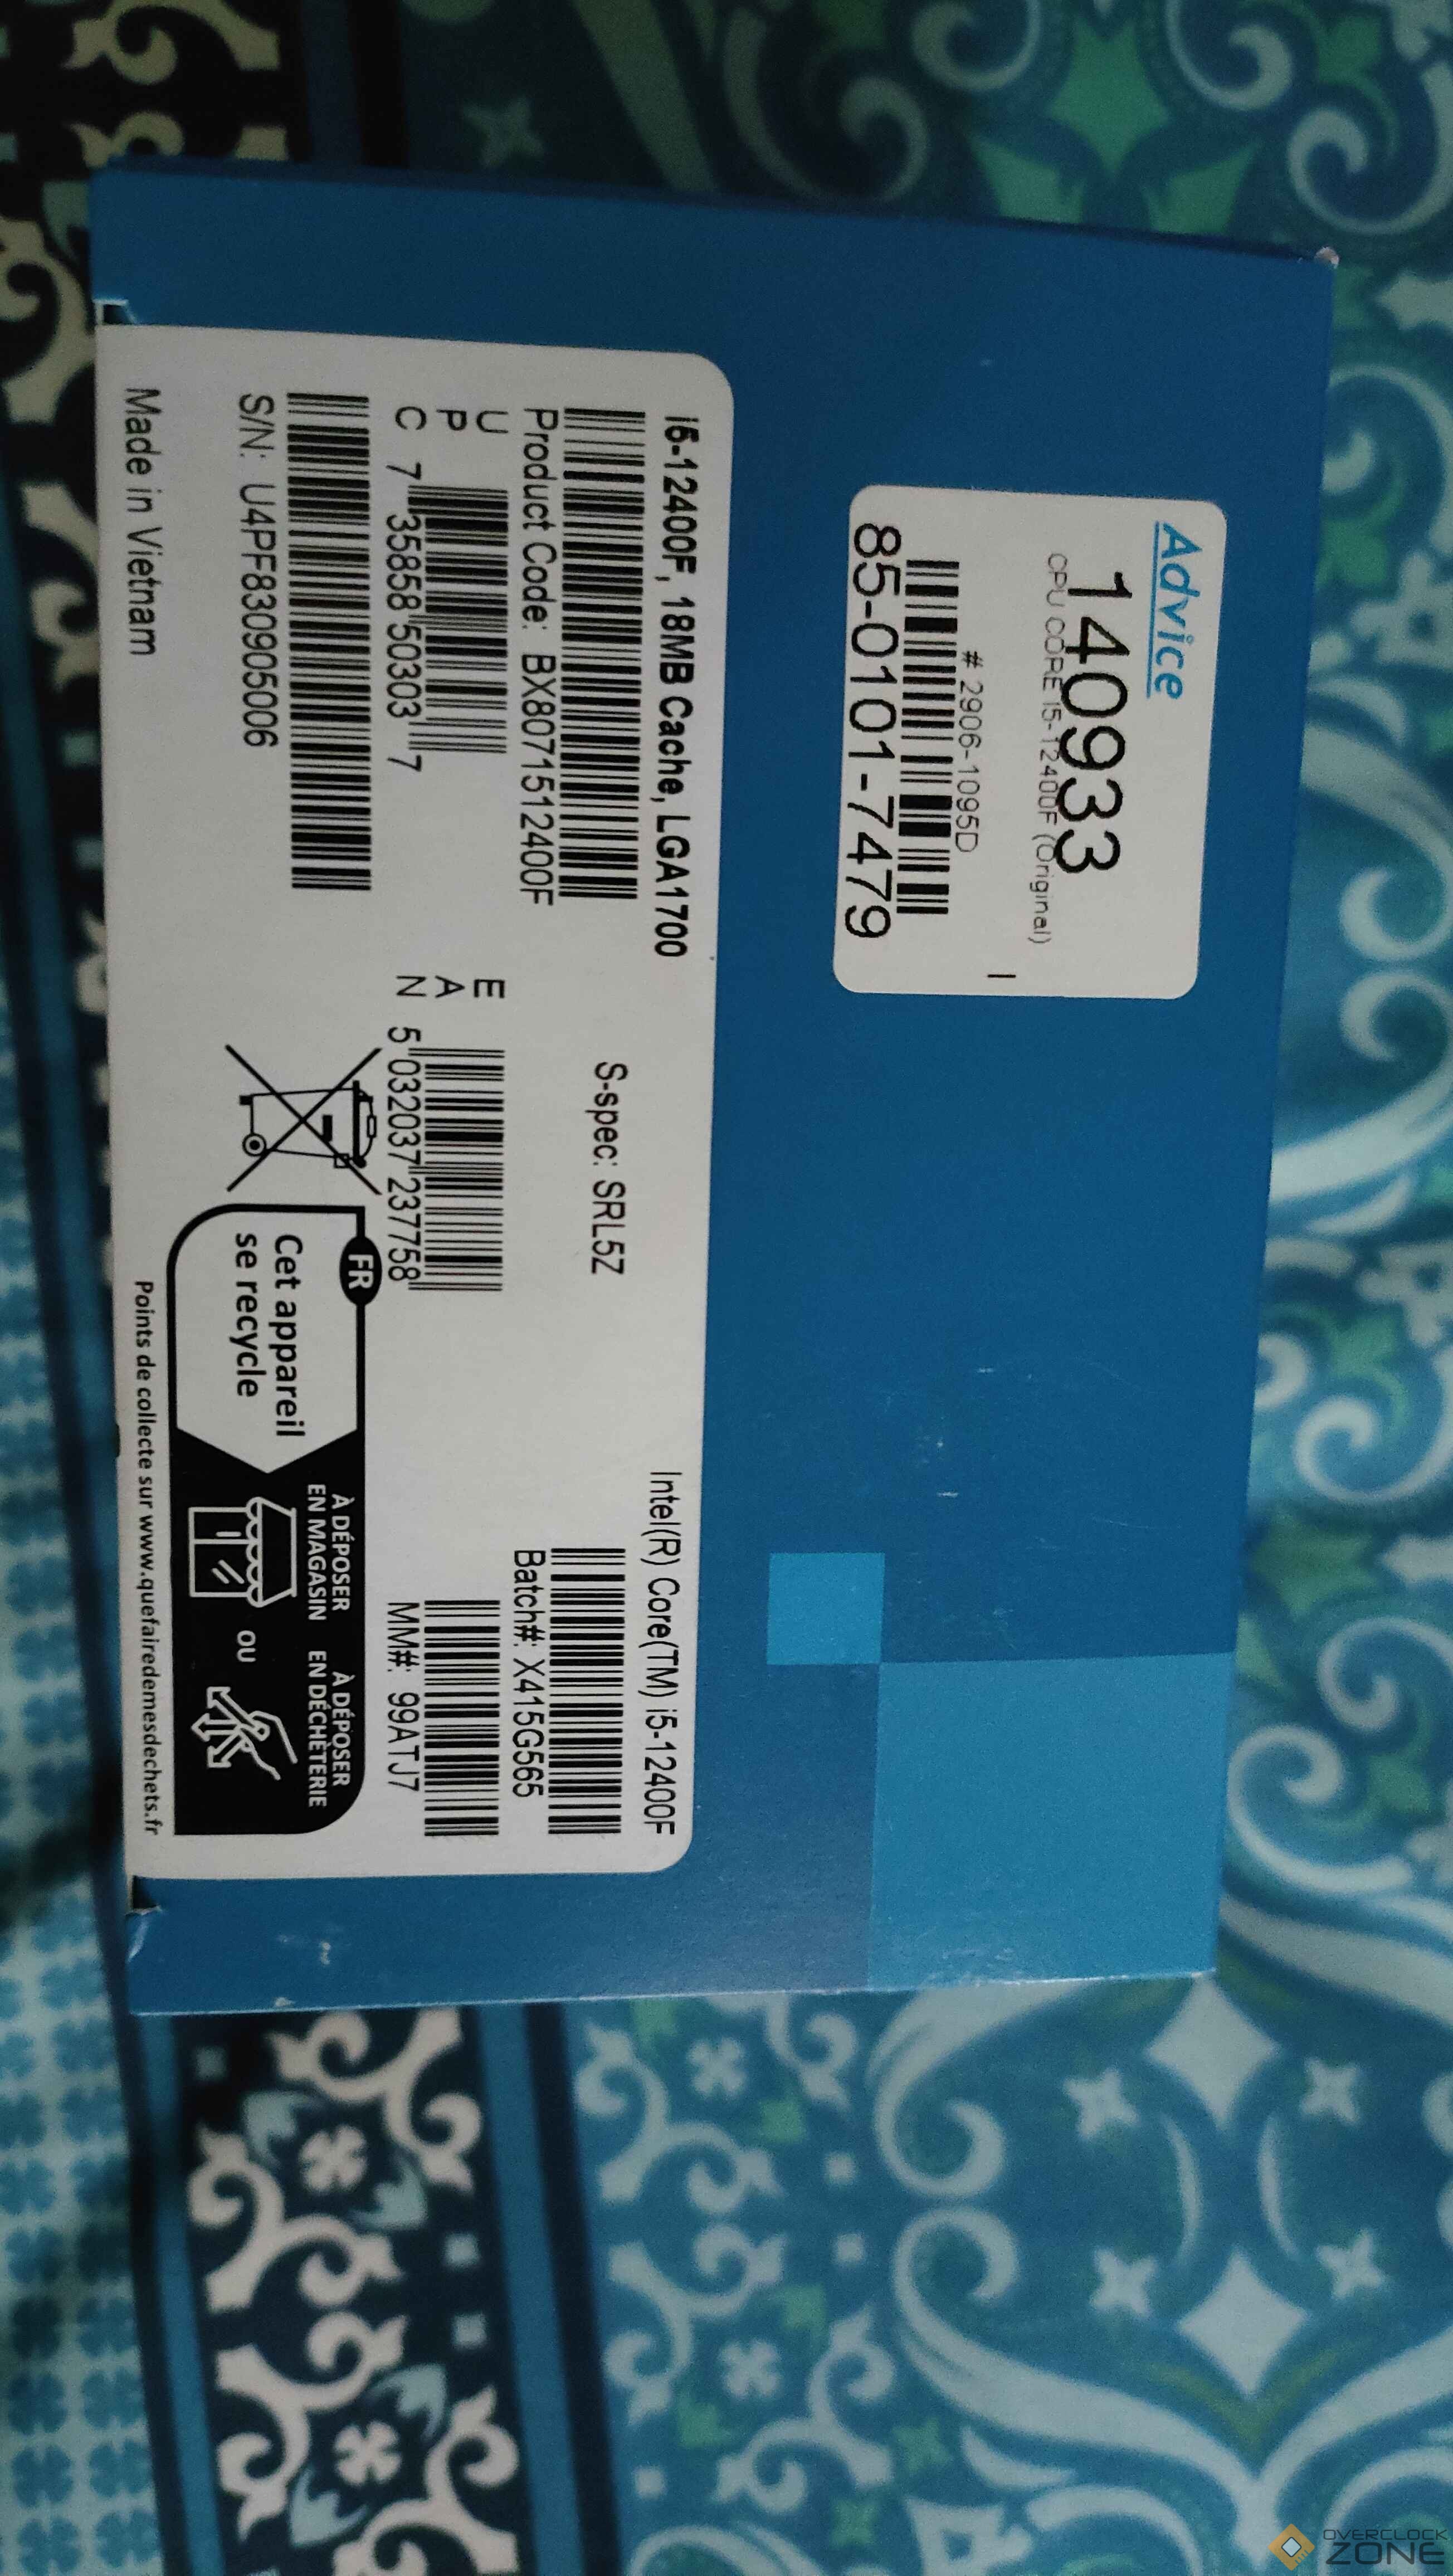 Advice
140933
CPU CORE I5-12400F (Original)
# 2906-1095D
85-0101-7479
i5-12400F, 18MB Cache, LGA1700
Intel(R) Core(TM) i5-12400F
Product Code: BX8071512400F
S-spec: SRL5Z
Batch#: X415G565
UPC
7 35858 50303 7
EAN
5 032037 237758
MM#: 99ATJ7
S/N: U4PF830905006
Made in Vietnam
FR
Cet appareil
se recycle
À DÉPOSER
EN MAGASIN
OU
À DÉPOSER
EN DÉCHÈTERIE
Points de collecte sur www.quefairedemesdechets.fr
OVERCLOCK
ZONE